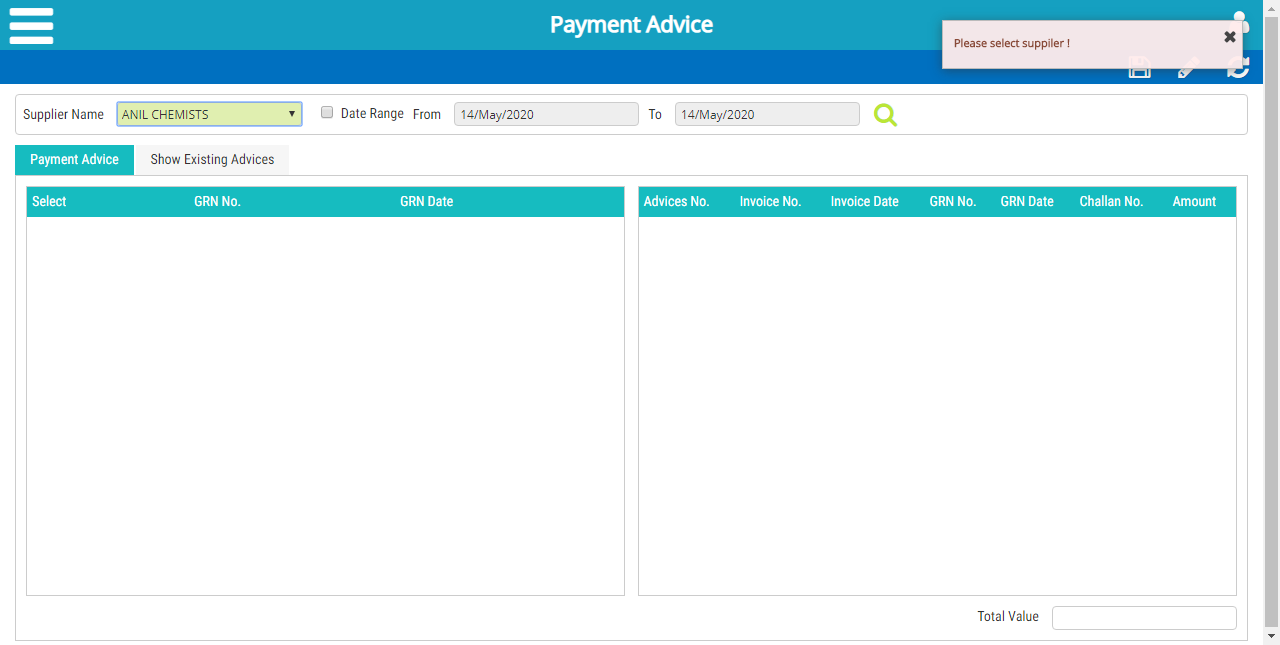 Payment Advice
Please select suppiler !
Supplier Name ANIL CHEMISTS Date Range From 14/May/2020 To 14/May/2020
Payment Advice Show Existing Advices
Select GRN No. GRN Date Advices No. Invoice No. Invoice Date GRN No. GRN Date Challan No. Amount
Total Value